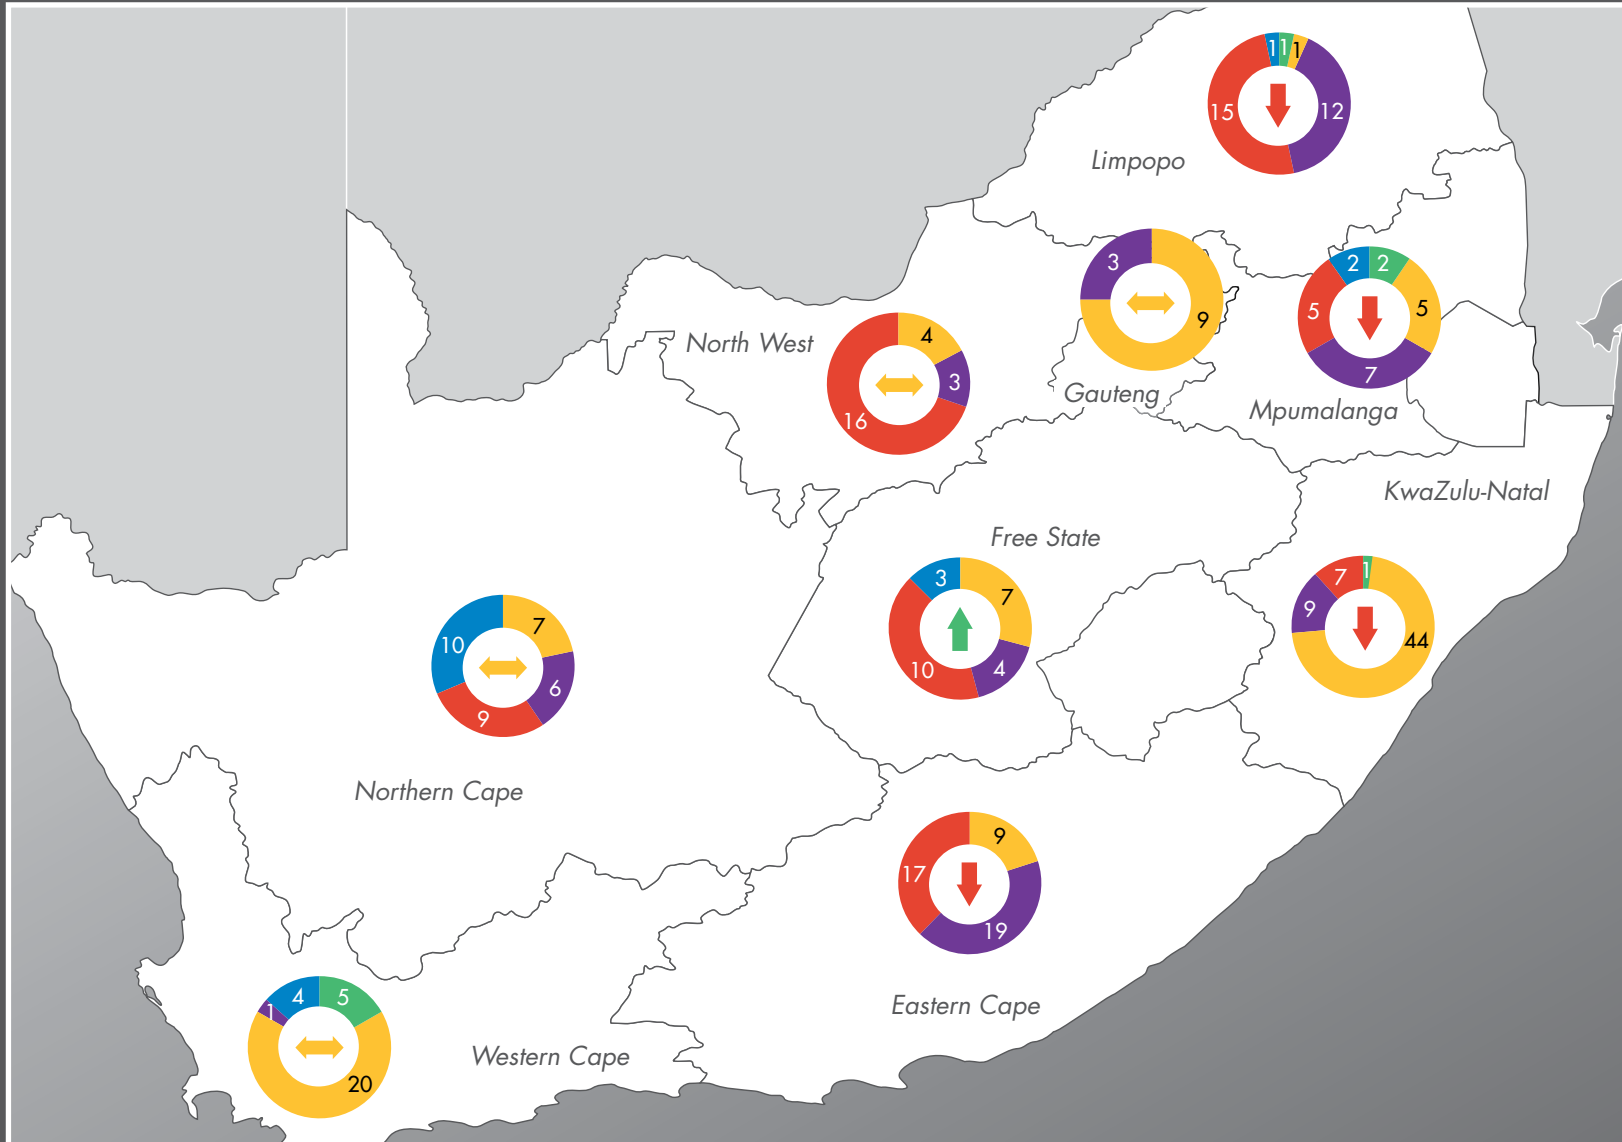 1 1 1
15 12
Limpopo
3
9
Gauteng
2 2
5 5
7
Mpumalanga
North West
4
3
16
KwaZulu-Natal
7 1
9
44
Free State
3
7
10 4
7
10
6
9
Northern Cape
9
17
19
Eastern Cape
4 5
1
20
Western Cape